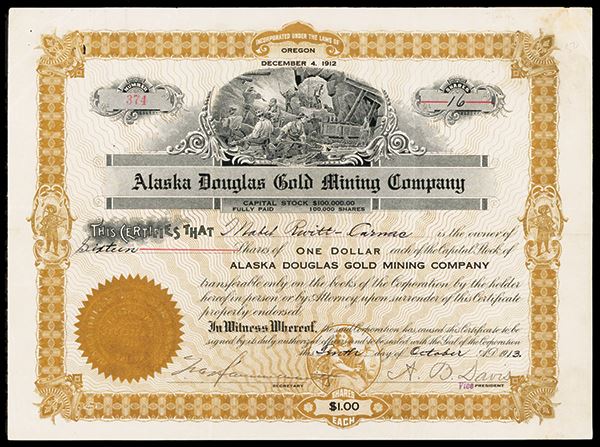 INCORPORATED UNDER THE LAWS OF
OREGON
DECEMBER 4, 1912
NUMBER
374
SHARES
16
Alaska Douglas Gold Mining Company
CAPITAL STOCK $100,000.00
FULLY PAID 100,000 SHARES
THIS CERTIFIES THAT Mabel is the owner of
Sixteen Shares of ONE DOLLAR each of the Capital Stock of
ALASKA DOUGLAS GOLD MINING COMPANY
transferable only on the books of the Corporation by the holder
hereof in person or by Attorney upon surrender of this Certificate
properly endorsed.
In Witness Whereof, the said Corporation has caused this Certificate to be
signed by its duly authorized officers and to be sealed with the Seal of the Corporation
this day of October A.D. 1913.
SECRETARY
A. B. Davis
Vice PRESIDENT
SHARES
$1.00
EACH